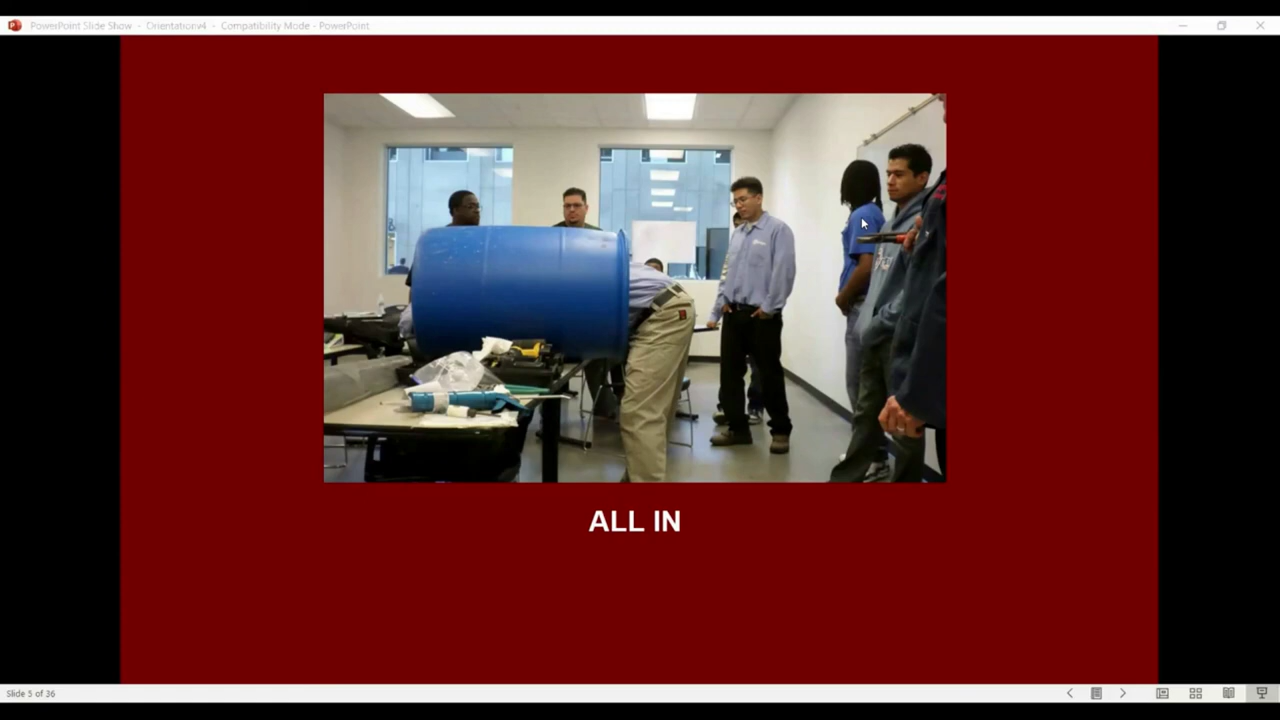 PowerPoint Slide Show - Orientationv4 - Compatibility Mode - PowerPoint
ALL IN
Slide 5 of 36